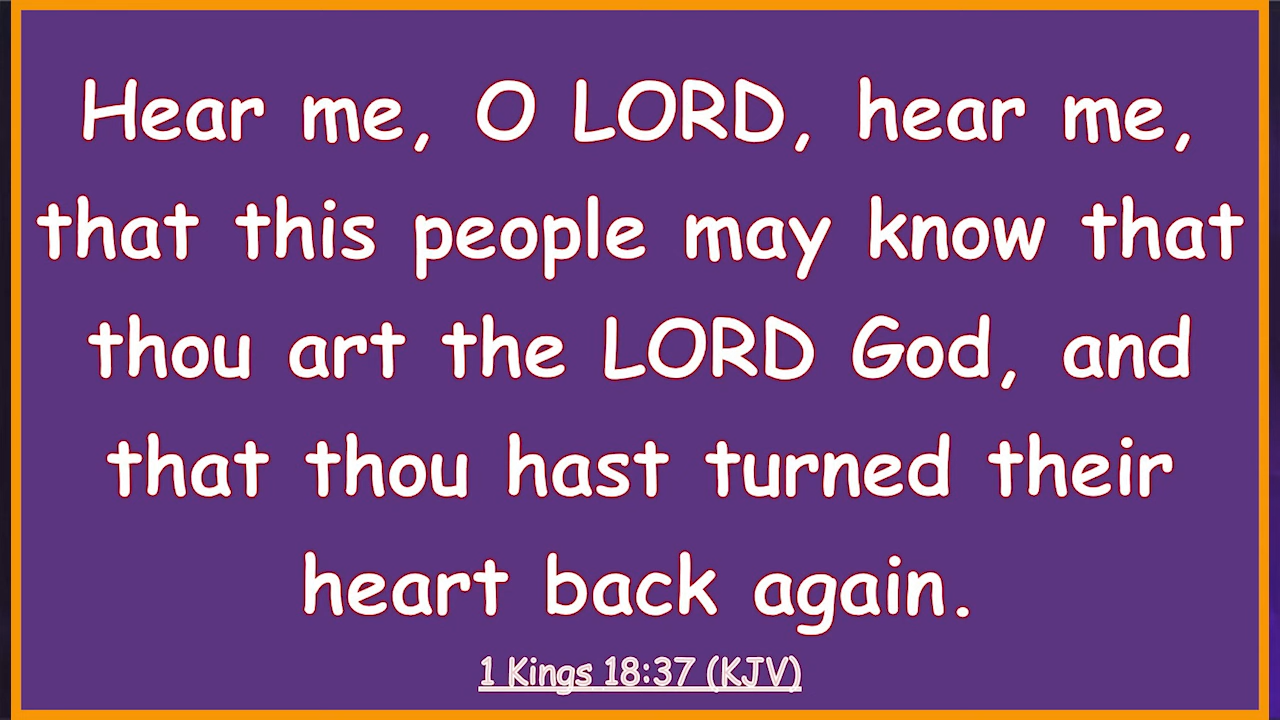 Hear me, O LORD, hear me,
that this people may know that
thou art the LORD God, and
that thou hast turned their
heart back again.
1 Kings 18:37 (KJV)